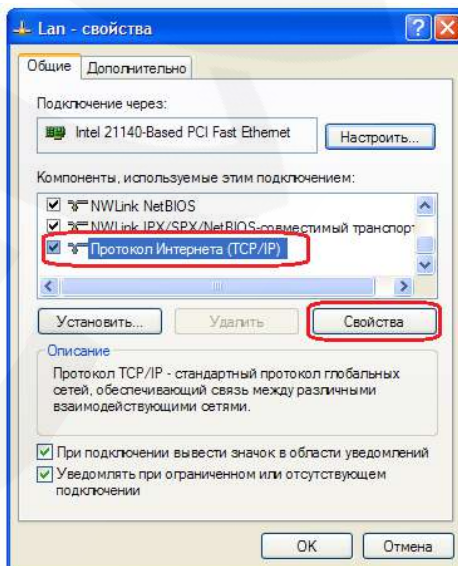 Lan - свойства
Общие Дополнительно
Подключение через:
Intel 21140-Based PCI Fast Ethernet Настроить...
Компоненты, используемые этим подключением:
NWLink NetBIOS
NWLink IPX/SPX/NetBIOS-совместимый транспорт
Протокол Интернета (TCP/IP)
Установить... Удалить Свойства
Описание
Протокол TCP/IP - стандартный протокол глобальных
сетей, обеспечивающий связь между различными
взаимодействующими сетями.
При подключении вывести значок в области уведомлений
Уведомлять при ограниченном или отсутствующем
подключении
OK Отмена